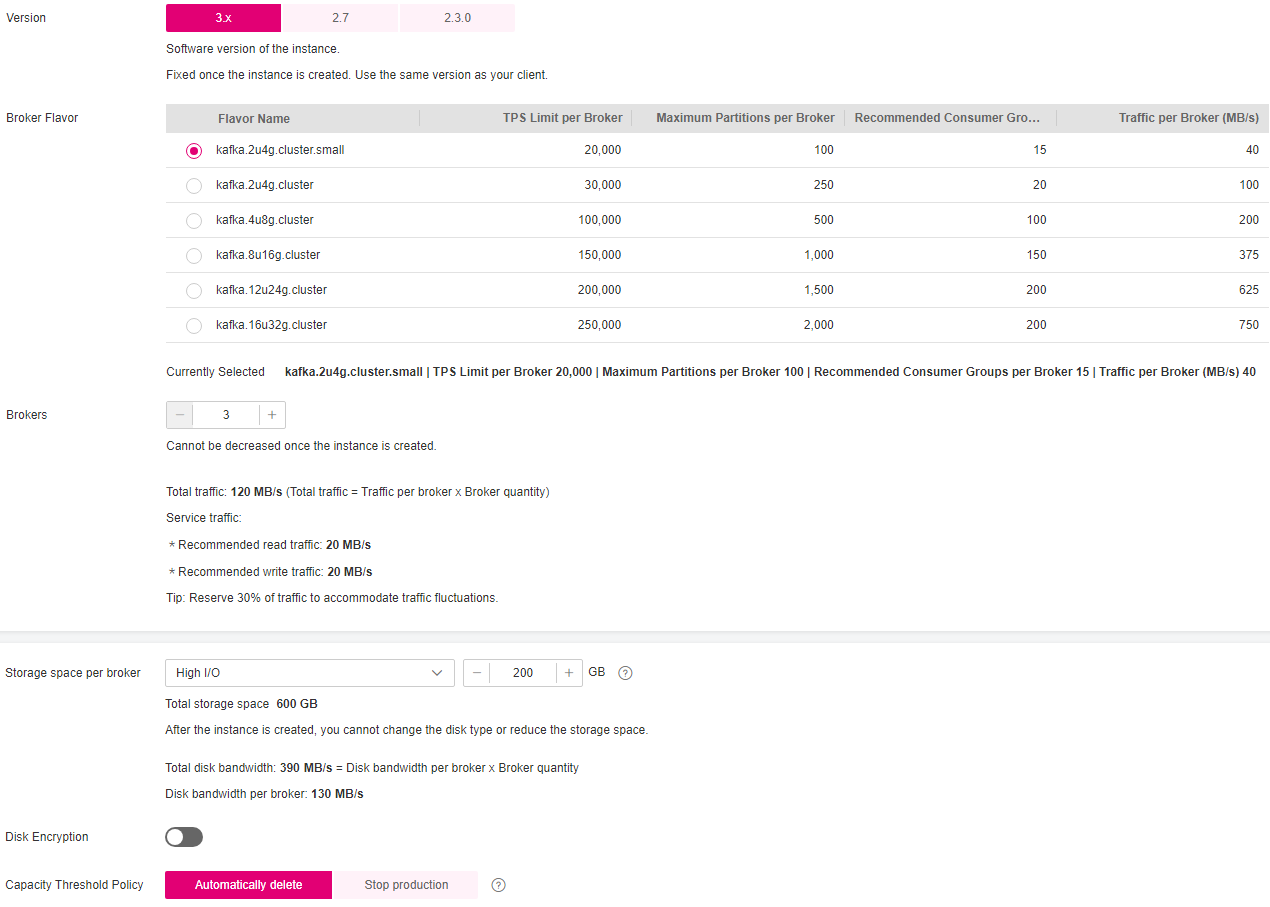 Version 3.x 2.7 2.3.0
Software version of the instance.
Fixed once the instance is created. Use the same version as your client.
Broker Flavor Flavor Name TPS Limit per Broker Maximum Partitions per Broker Recommended Consumer Gro... Traffic per Broker (MB/s)
kafka.2u4g.cluster.small 20,000 100 15 40
kafka.2u4g.cluster 30,000 250 20 100
kafka.4u8g.cluster 100,000 500 100 200
kafka.8u16g.cluster 150,000 1,000 150 375
kafka.12u24g.cluster 200,000 1,500 200 625
kafka.16u32g.cluster 250,000 2,000 200 750
Currently Selected kafka.2u4g.cluster.small | TPS Limit per Broker 20,000 | Maximum Partitions per Broker 100 | Recommended Consumer Groups per Broker 15 | Traffic per Broker (MB/s) 40
Brokers − 3 +
Cannot be decreased once the instance is created.
Total traffic: 120 MB/s (Total traffic = Traffic per broker x Broker quantity)
Service traffic:
* Recommended read traffic: 20 MB/s
* Recommended write traffic: 20 MB/s
Tip: Reserve 30% of traffic to accommodate traffic fluctuations.
Storage space per broker High I/O − 200 + GB ?
Total storage space 600 GB
After the instance is created, you cannot change the disk type or reduce the storage space.
Total disk bandwidth: 390 MB/s = Disk bandwidth per broker x Broker quantity
Disk bandwidth per broker: 130 MB/s
Disk Encryption
Capacity Threshold Policy Automatically delete Stop production ?